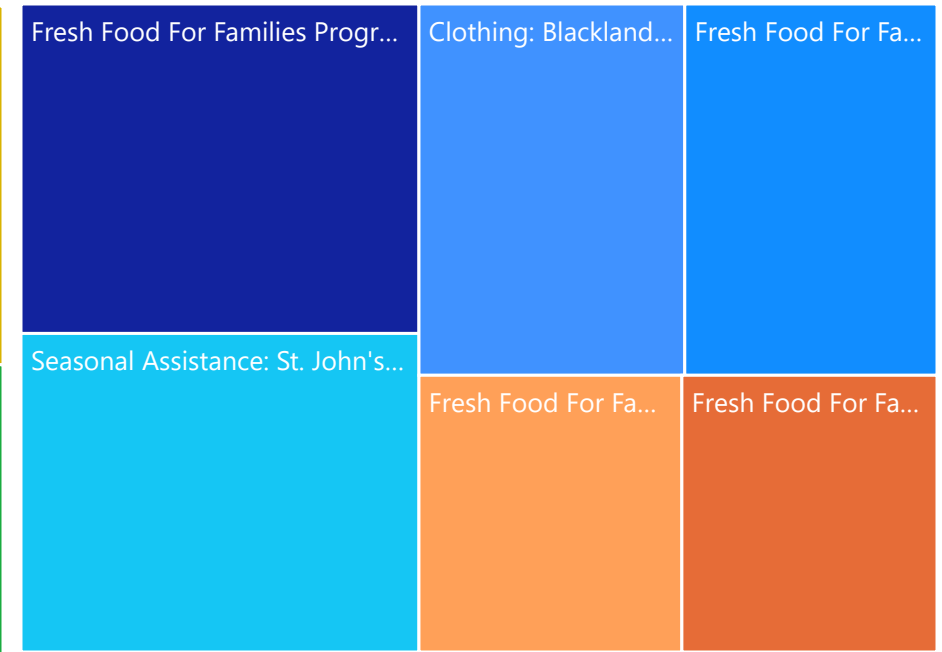 Fresh Food For Families Progr...
Clothing: Blackland...
Fresh Food For Fa...
Seasonal Assistance: St. John's...
Fresh Food For Fa...
Fresh Food For Fa...